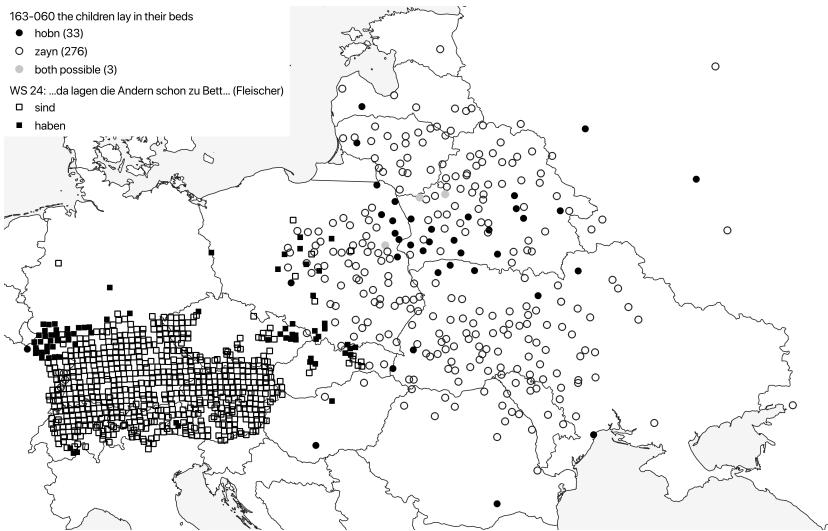 163-060 the children lay in their beds
hobn (33)
zayn (276)
both possible (3)
WS 24: ...da lagen die Andern schon zu Bett... (Fleischer)
sind
haben